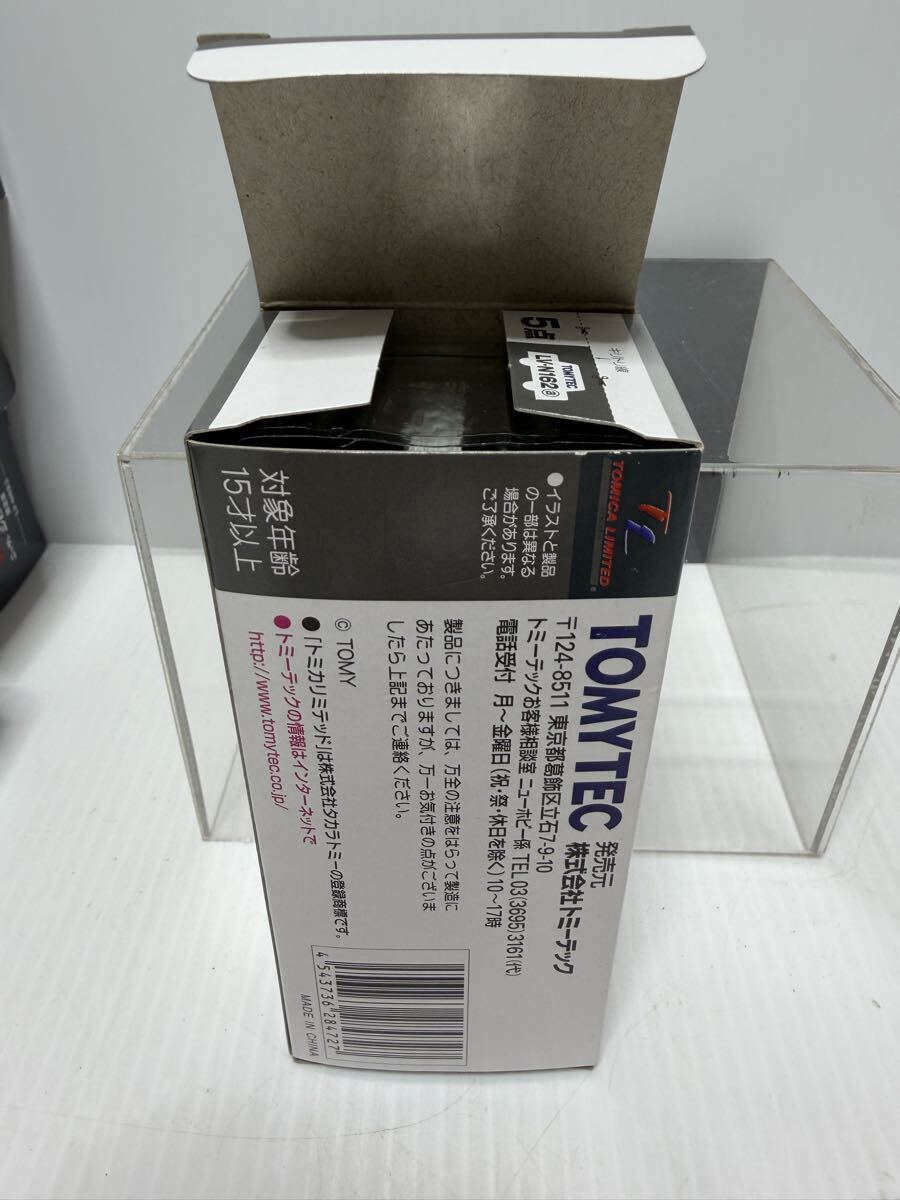 キリトリ線
5点
TOMYTEC
LV-N162ⓐ
TL
TOMICA LIMITED
●イラストと製品
の一部は異なる
場合があります。
ご了承ください。
対象年齢
15才以上
TOMYTEC 発売元 株式会社トミーテック
〒124-8511 東京都葛飾区立石7-9-10
トミーテックお客様相談室 ニューホビー係 TEL03(3695)3161(代)
電話受付 月～金曜日(祝・祭・休日を除く)10～17時
製品につきましては、万全の注意をはらって製造に
あたっておりますが、万一お気付きの点がございま
したら上記までご連絡ください。
© TOMY
●「トミカリミテッド」は株式会社タカラトミーの登録商標です。
●トミーテックの情報はインターネットで
http://www.tomytec.co.jp/
4543736284727
MADE IN CHINA